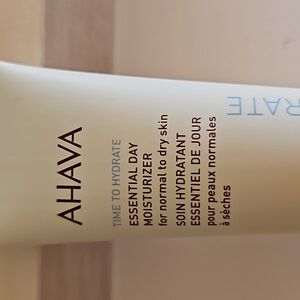 AHAVA
TIME TO HYDRATE
ESSENTIAL DAY
MOISTURIZER
for normal to dry skin
SOIN HYDRATANT
ESSENTIEL DE JOUR
pour peaux normales
à sèches
RATE